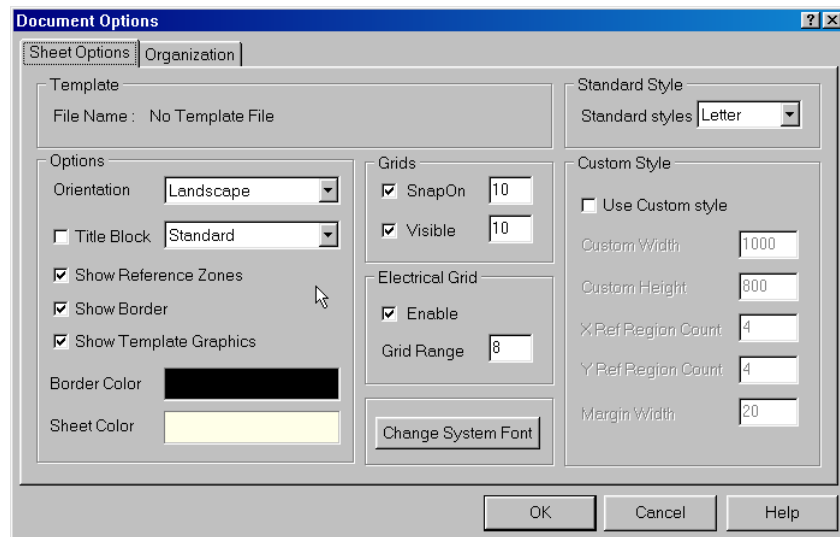 Document Options
Sheet Options Organization
Template
File Name : No Template File
Standard Style
Standard styles Letter
Options
Orientation Landscape
Title Block Standard
Show Reference Zones
Show Border
Show Template Graphics
Border Color
Sheet Color
Grids
SnapOn 10
Visible 10
Electrical Grid
Enable
Grid Range 8
Change System Font
Custom Style
Use Custom style
Custom Width 1000
Custom Height 800
X Ref Region Count 4
Y Ref Region Count 4
Margin Width 20
OK Cancel Help